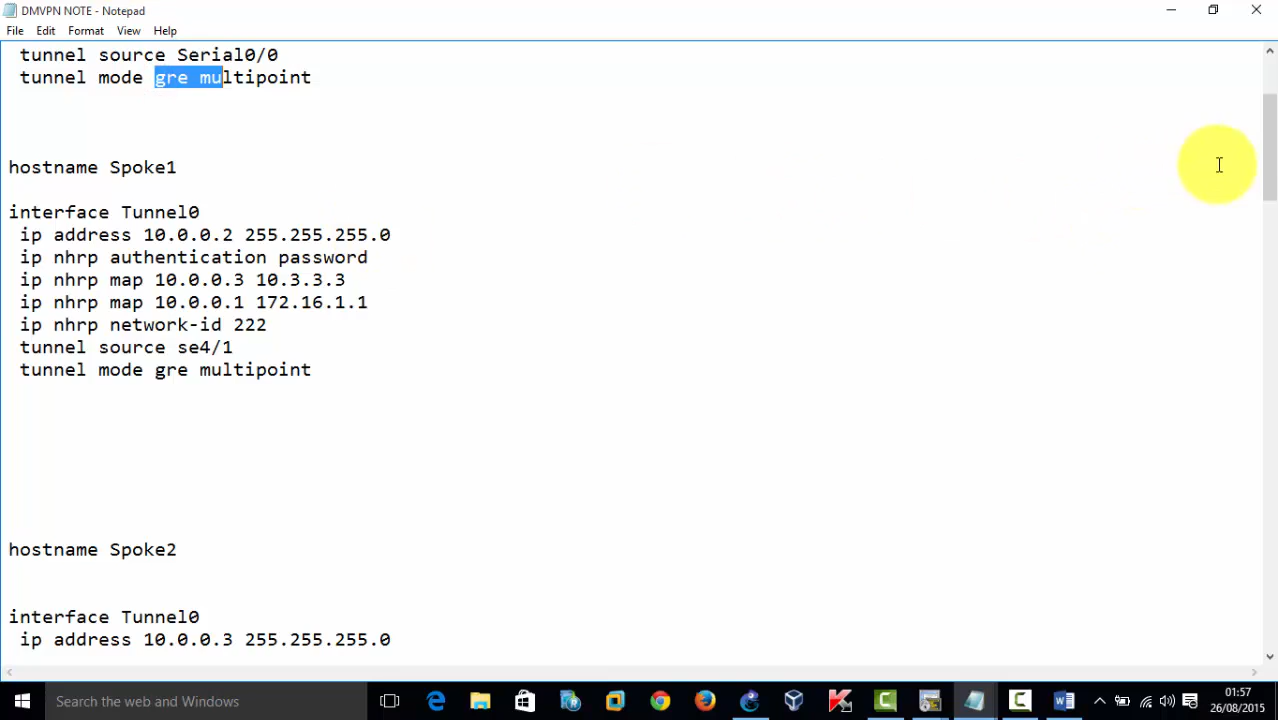 DMVPN NOTE - Notepad
File Edit Format View Help
tunnel source Serial0/0
tunnel mode gre multipoint
hostname Spoke1
interface Tunnel0
ip address 10.0.0.2 255.255.255.0
ip nhrp authentication password
ip nhrp map 10.0.0.3 10.3.3.3
ip nhrp map 10.0.0.1 172.16.1.1
ip nhrp network-id 222
tunnel source se4/1
tunnel mode gre multipoint
hostname Spoke2
interface Tunnel0
ip address 10.0.0.3 255.255.255.0
Search the web and Windows
01:57
26/08/2015